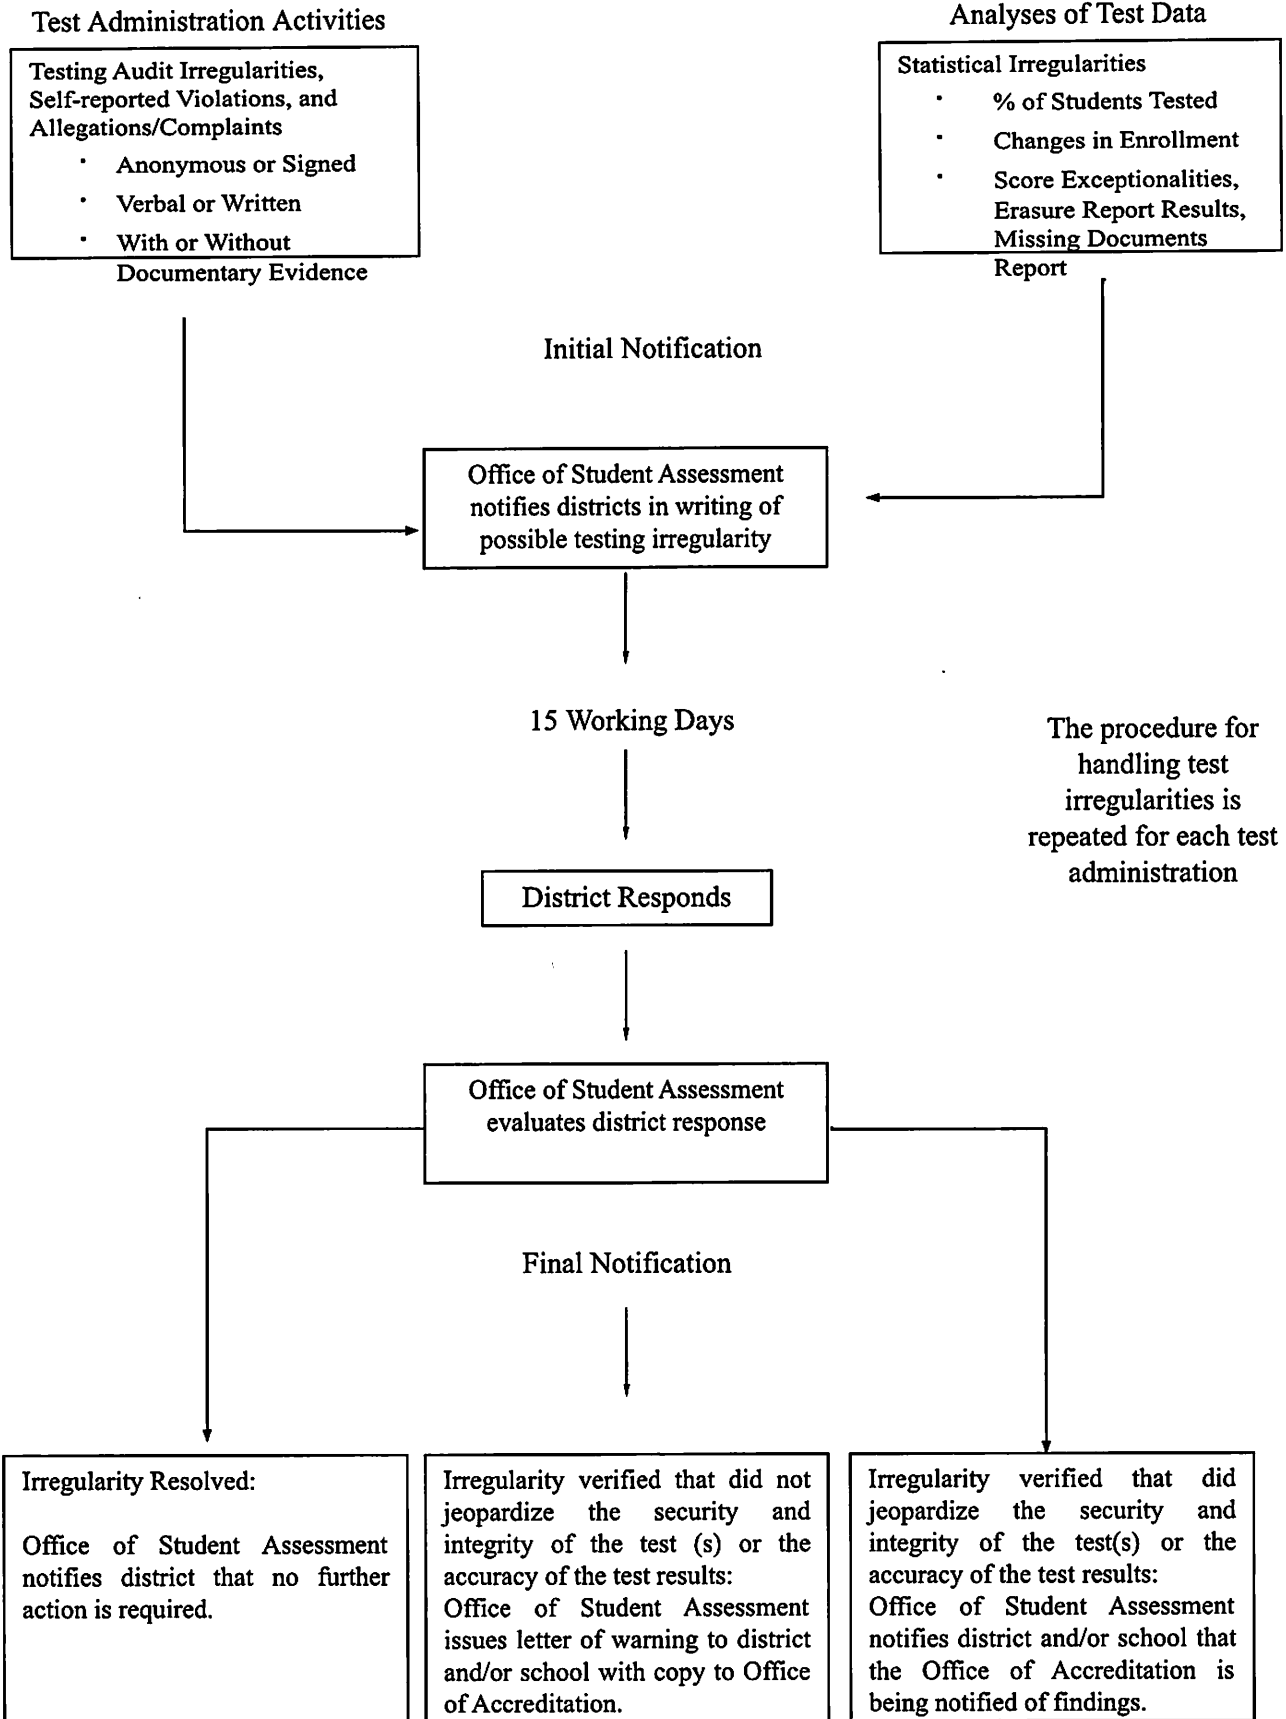 Test Administration Activities
Testing Audit Irregularities,
Self-reported Violations, and
Allegations/Complaints
· Anonymous or Signed
· Verbal or Written
· With or Without
Documentary Evidence
Analyses of Test Data
Statistical Irregularities
· % of Students Tested
· Changes in Enrollment
· Score Exceptionalities,
Erasure Report Results,
Missing Documents
Report
Initial Notification
Office of Student Assessment
notifies districts in writing of
possible testing irregularity
15 Working Days
The procedure for
handling test
irregularities is
repeated for each test
administration
District Responds
Office of Student Assessment
evaluates district response
Final Notification
Irregularity Resolved:
Office of Student Assessment
notifies district that no further
action is required.
Irregularity verified that did not
jeopardize the security and
integrity of the test (s) or the
accuracy of the test results:
Office of Student Assessment
issues letter of warning to district
and/or school with copy to Office
of Accreditation.
Irregularity verified that did
jeopardize the security and
integrity of the test(s) or the
accuracy of the test results:
Office of Student Assessment
notifies district and/or school that
the Office of Accreditation is
being notified of findings.